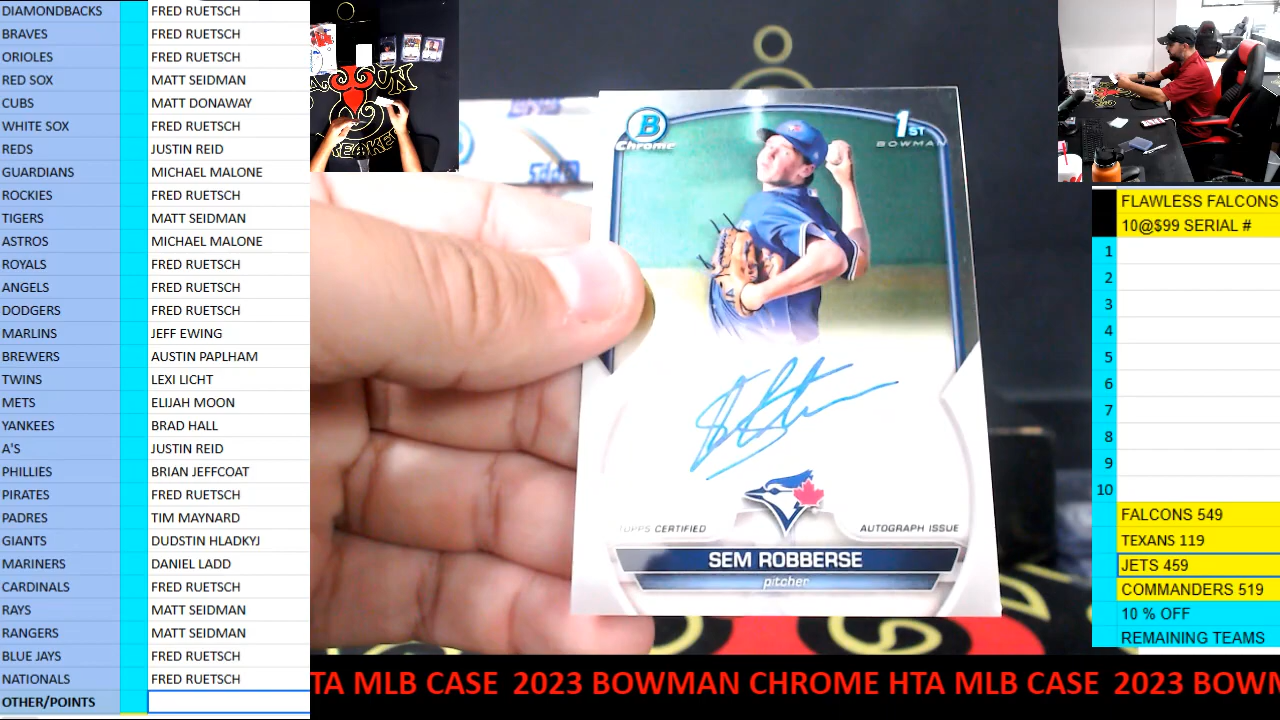 DIAMONDBACKS FRED RUETSCH
BRAVES FRED RUETSCH
ORIOLES FRED RUETSCH
RED SOX MATT SEIDMAN
CUBS MATT DONAWAY
WHITE SOX FRED RUETSCH
REDS JUSTIN REID
GUARDIANS MICHAEL MALONE
ROCKIES FRED RUETSCH
TIGERS MATT SEIDMAN
ASTROS MICHAEL MALONE
ROYALS FRED RUETSCH
ANGELS FRED RUETSCH
DODGERS FRED RUETSCH
MARLINS JEFF EWING
BREWERS AUSTIN PAPLHAM
TWINS LEXI LICHT
METS ELIJAH MOON
YANKEES BRAD HALL
A'S JUSTIN REID
PHILLIES BRIAN JEFFCOAT
PIRATES FRED RUETSCH
PADRES TIM MAYNARD
GIANTS DUDSTIN HLADKYJ
MARINERS DANIEL LADD
CARDINALS FRED RUETSCH
RAYS MATT SEIDMAN
RANGERS MATT SEIDMAN
BLUE JAYS FRED RUETSCH
NATIONALS FRED RUETSCH
OTHER/POINTS
B
Chrome
1ST
BOWMAN
TOPPS CERTIFIED
AUTOGRAPH ISSUE
SEM ROBBERSE
pitcher
TA MLB CASE 2023 BOWMAN CHROME HTA MLB CASE 2023 BOWM
FLAWLESS FALCONS
10@$99 SERIAL #
1
2
3
4
5
6
7
8
9
10
FALCONS 549
TEXANS 119
JETS 459
COMMANDERS 519
10 % OFF
REMAINING TEAMS